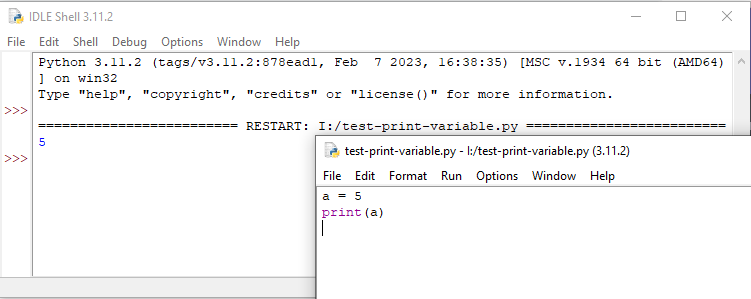 IDLE Shell 3.11.2
File Edit Shell Debug Options Window Help
Python 3.11.2 (tags/v3.11.2:878ead1, Feb  7 2023, 16:38:35) [MSC v.1934 64 bit (AMD64)
] on win32
Type "help", "copyright", "credits" or "license()" for more information.
>>>
========================== RESTART: I:/test-print-variable.py ==========================
5
>>>
test-print-variable.py - I:/test-print-variable.py (3.11.2)
File Edit Format Run Options Window Help
a = 5
print(a)